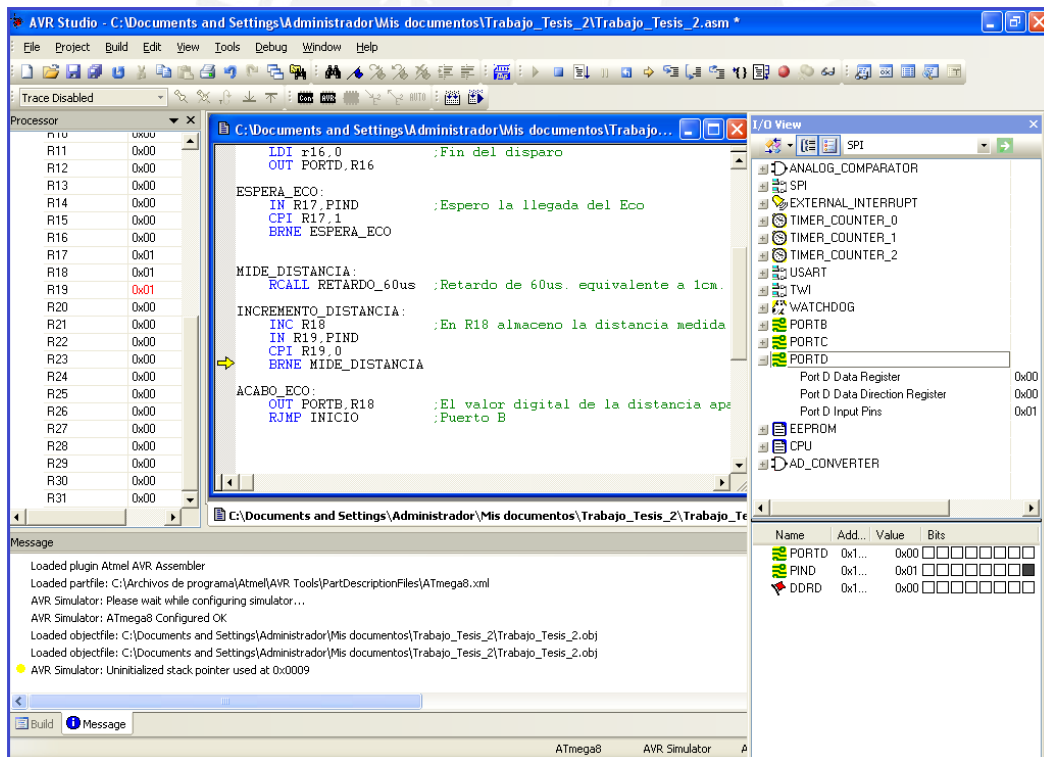 AVR Studio - C:\Documents and Settings\Administrador\Mis documentos\Trabajo_Tesis_2\Trabajo_Tesis_2.asm *
File Project Build Edit View Tools Debug Window Help
Trace Disabled
Con AVR AUTO
Processor
R10 0x00
R11 0x00
R12 0x00
R13 0x00
R14 0x00
R15 0x00
R16 0x00
R17 0x01
R18 0x01
R19 0x01
R20 0x00
R21 0x00
R22 0x00
R23 0x00
R24 0x00
R25 0x00
R26 0x00
R27 0x00
R28 0x00
R29 0x00
R30 0x00
R31 0x00
C:\Documents and Settings\Administrador\Mis documentos\Trabajo...
LDI r16,0 ;Fin del disparo
OUT PORTD,R16
ESPERA_ECO:
IN R17,PIND ;Espero la llegada del Eco
CPI R17,1
BRNE ESPERA_ECO
MIDE_DISTANCIA:
RCALL RETARDO_60us ;Retardo de 60us. equivalente a 1cm.
INCREMENTO_DISTANCIA:
INC R18 ;En R18 almaceno la distancia medida
IN R19,PIND
CPI R19,0
BRNE MIDE_DISTANCIA
ACABO_ECO:
OUT PORTB,R18 ;El valor digital de la distancia apa
RJMP INICIO ;Puerto B
C:\Documents and Settings\Administrador\Mis documentos\Trabajo_Tesis_2\Trabajo_Te
I/O View
SPI
ANALOG_COMPARATOR
SPI
EXTERNAL_INTERRUPT
TIMER_COUNTER_0
TIMER_COUNTER_1
TIMER_COUNTER_2
USART
TWI
WATCHDOG
PORTB
PORTC
PORTD
Port D Data Register 0x00
Port D Data Direction Register 0x00
Port D Input Pins 0x01
EEPROM
CPU
AD_CONVERTER
Name Add... Value Bits
PORTD 0x1... 0x00
PIND 0x1... 0x01
DDRD 0x1... 0x00
Message
Loaded plugin Atmel AVR Assembler
Loaded partfile: C:\Archivos de programa\Atmel\AVR Tools\PartDescriptionFiles\ATmega8.xml
AVR Simulator: Please wait while configuring simulator...
AVR Simulator: ATmega8 Configured OK
Loaded objectfile: C:\Documents and Settings\Administrador\Mis documentos\Trabajo_Tesis_2\Trabajo_Tesis_2.obj
Loaded objectfile: C:\Documents and Settings\Administrador\Mis documentos\Trabajo_Tesis_2\Trabajo_Tesis_2.obj
AVR Simulator: Uninitialized stack pointer used at 0x0009
Build Message
ATmega8 AVR Simulator A